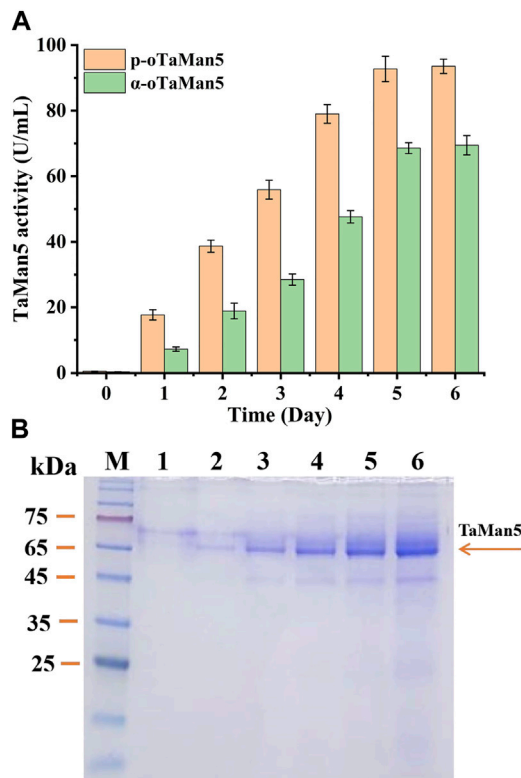 A
p-oTaMan5
α-oTaMan5
TaMan5 activity (U/mL)
100
80
60
40
20
0
0 1 2 3 4 5 6
Time (Day)
B
kDa M 1 2 3 4 5 6
75
65
45
35
25
TaMan5